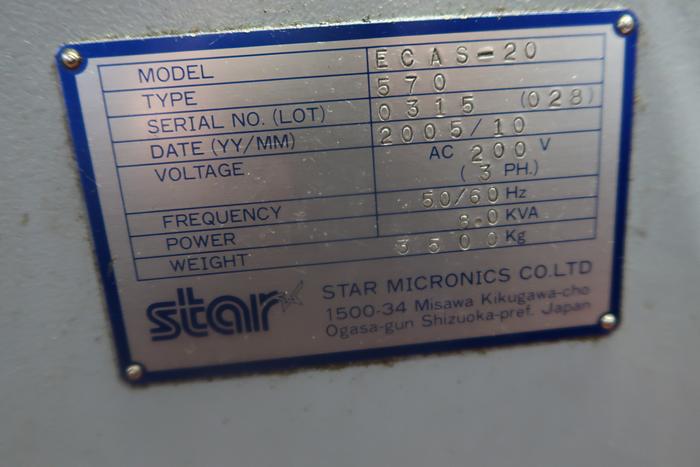 MODEL ECAS-20
TYPE 570
SERIAL NO. (LOT) 0315 (028)
DATE (YY/MM) 2005/10
VOLTAGE AC 200 V
(3 PH.)
FREQUENCY 50/60 Hz
POWER 8.0 KVA
WEIGHT 3500 Kg
star
STAR MICRONICS CO.LTD
1500-34 Misawa Kikugawa-cho
Ogasa-gun Shizuoka-pref. Japan